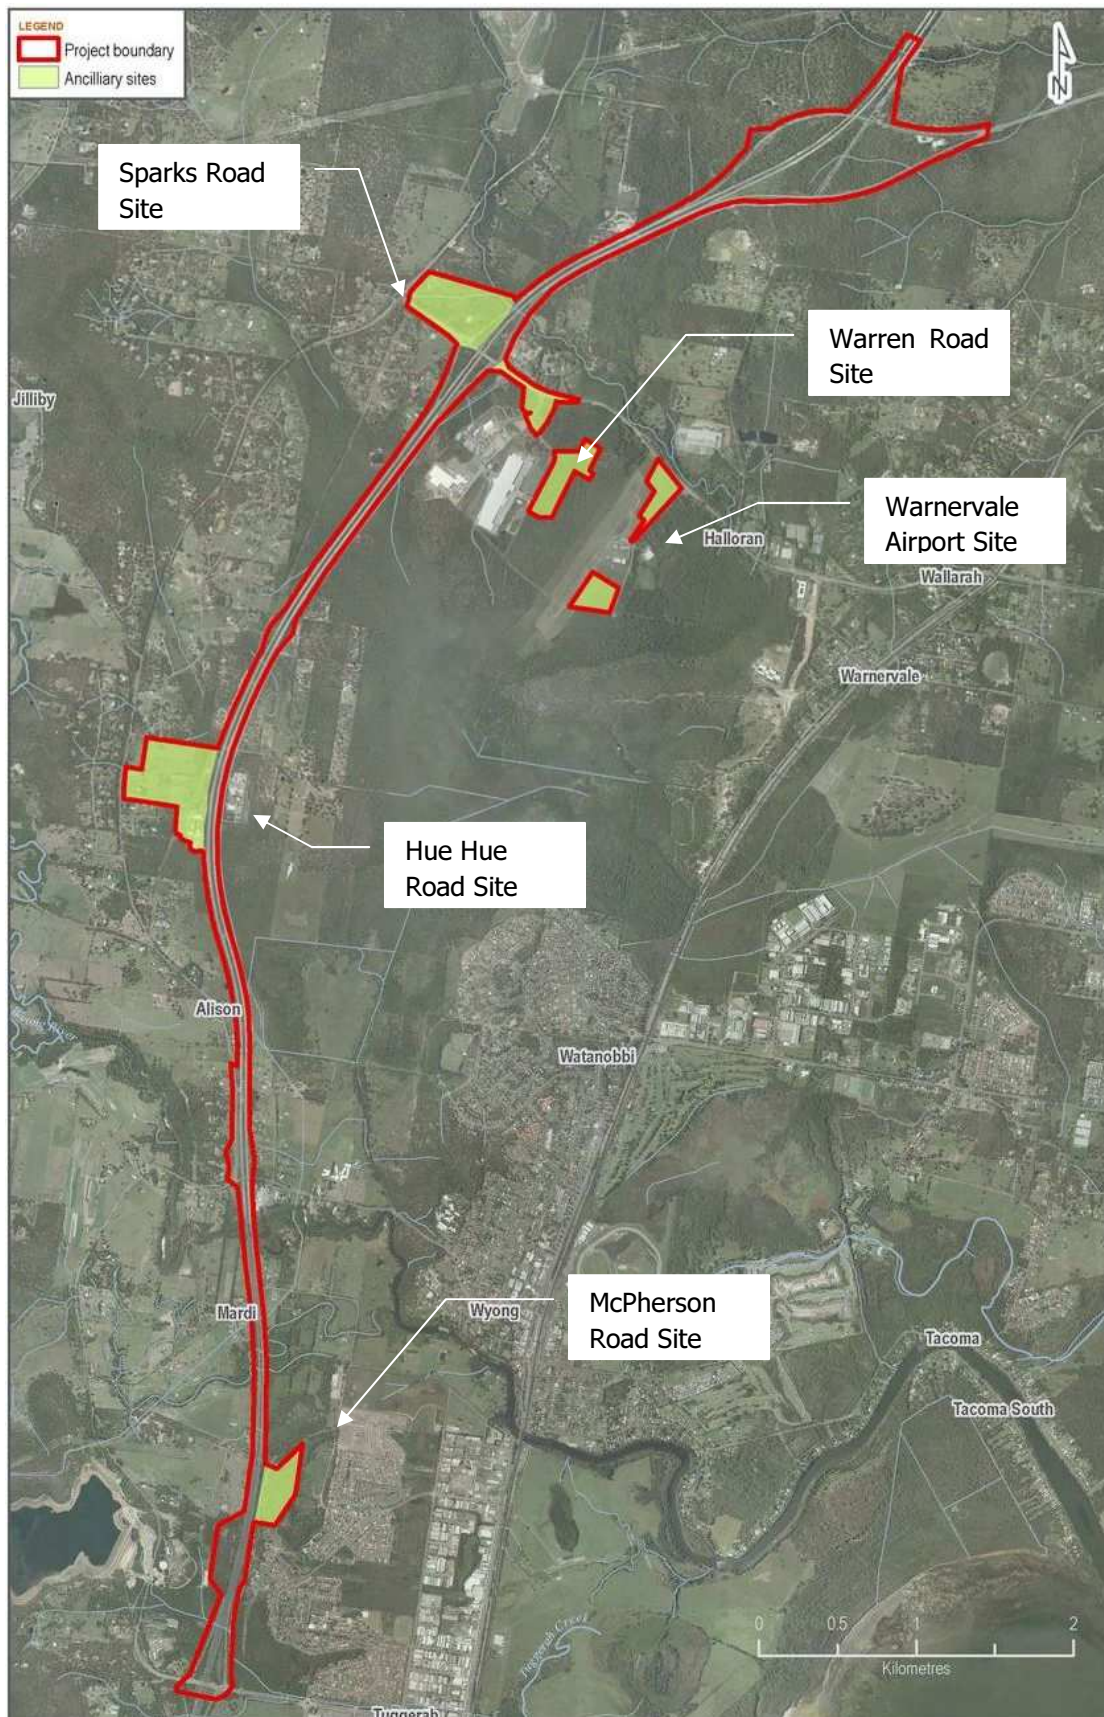 LEGEND
Project boundary
Ancilliary sites
N
Sparks Road
Site
Warren Road
Site
Jilliby
Warnervale
Airport Site
Halloran
Wallarah
Warnervale
Hue Hue
Road Site
Alison
Watanobbi
McPherson
Road Site
Mardi
Wyong
Tacoma
Tacoma South
0 0.5 1 2
Kilometres
Tuggerah Creek
Tuggerah